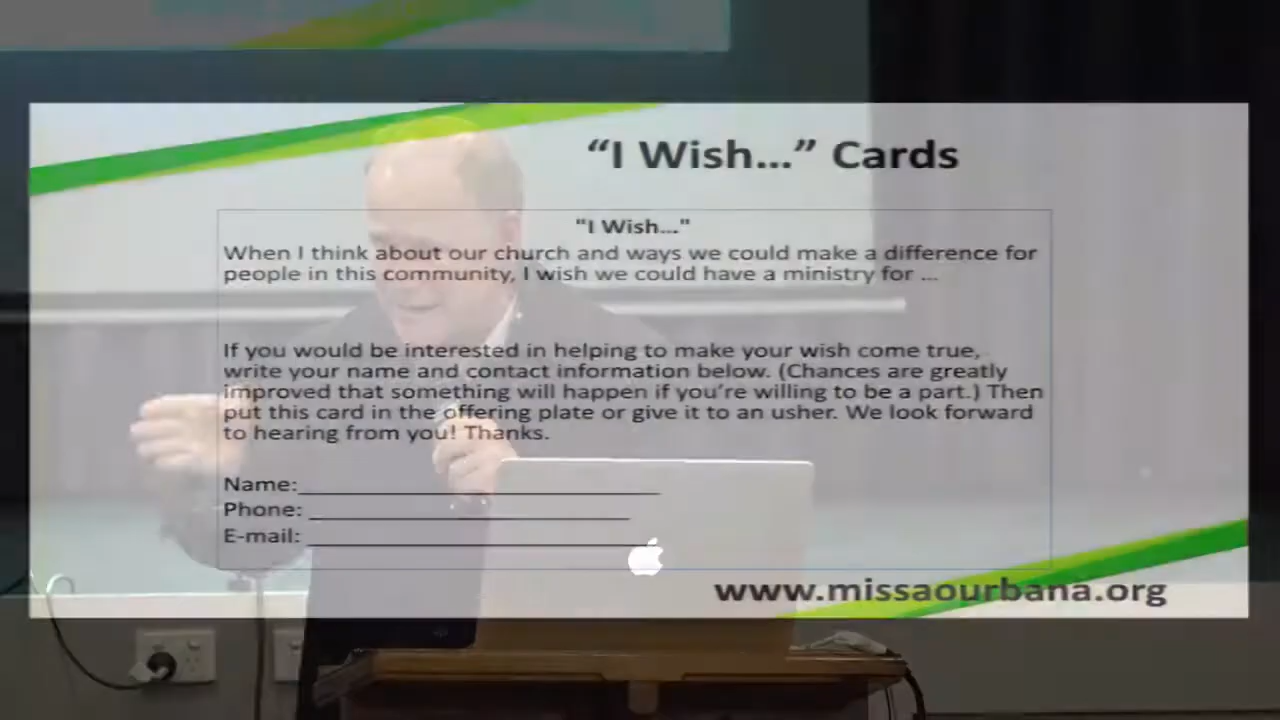 “I Wish...” Cards
"I Wish..."
When I think about our church and ways we could make a difference for
people in this community, I wish we could have a ministry for ...
If you would be interested in helping to make your wish come true,
write your name and contact information below. (Chances are greatly
improved that something will happen if you’re willing to be a part.) Then
put this card in the offering plate or give it to an usher. We look forward
to hearing from you! Thanks.
Name:
Phone:
E-mail:
www.missaourbana.org